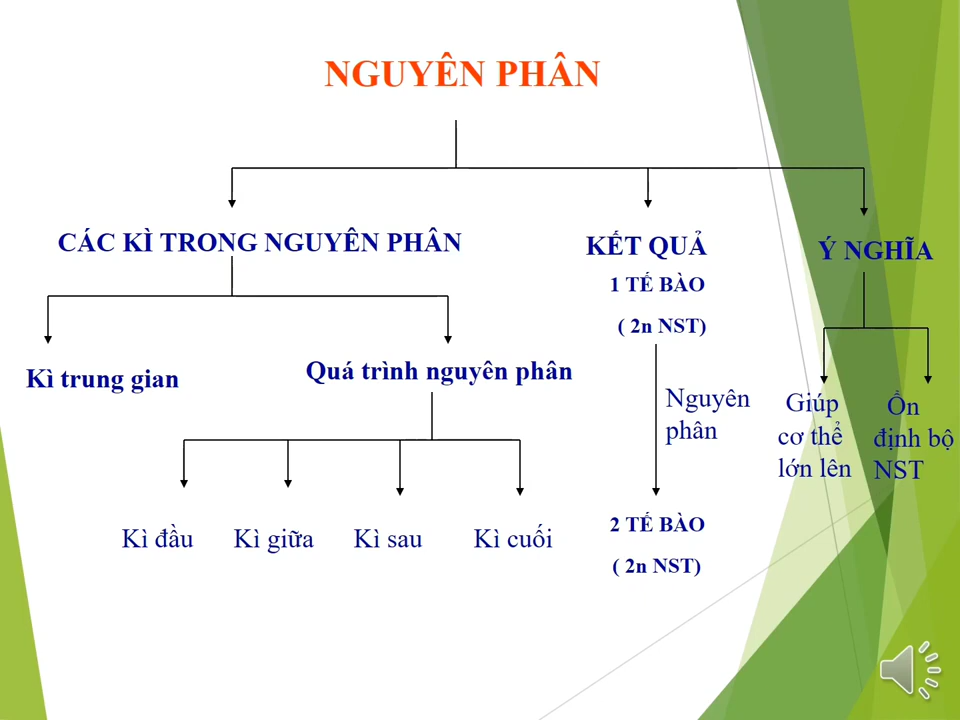 NGUYÊN PHÂN
CÁC KÌ TRONG NGUYÊN PHÂN
KẾT QUẢ
Ý NGHĨA
1 TẾ BÀO
( 2n NST)
Kì trung gian
Quá trình nguyên phân
Nguyên
phân
Giúp
cơ thể
lớn lên
Ổn
định bộ
NST
Kì đầu
Kì giữa
Kì sau
Kì cuối
2 TẾ BÀO
( 2n NST)